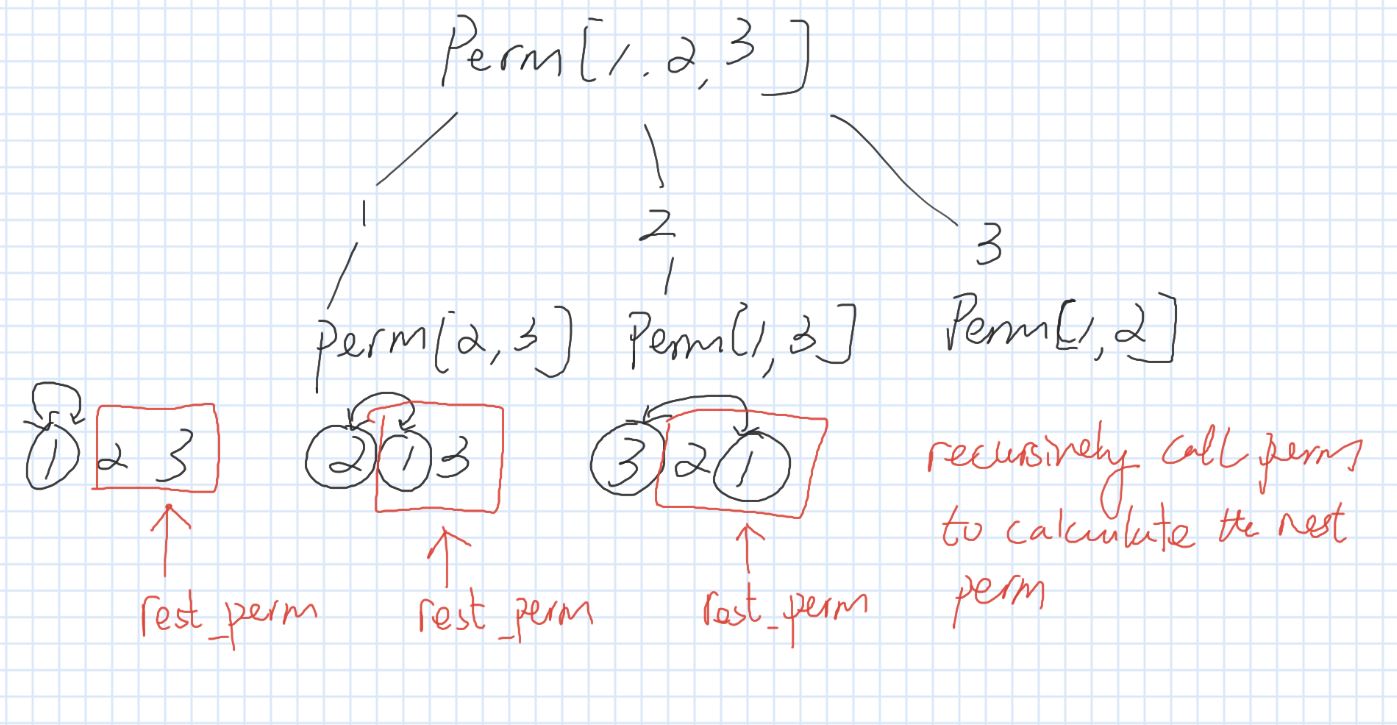 Perm[1.2,3]
1
2
3
perm[2,3] Perm[1,3] Perm[1,2]
1 2 3 2 1 3 3 2 1
recursively call perm
to calculate the rest
perm
rest_perm rest_perm rest_perm